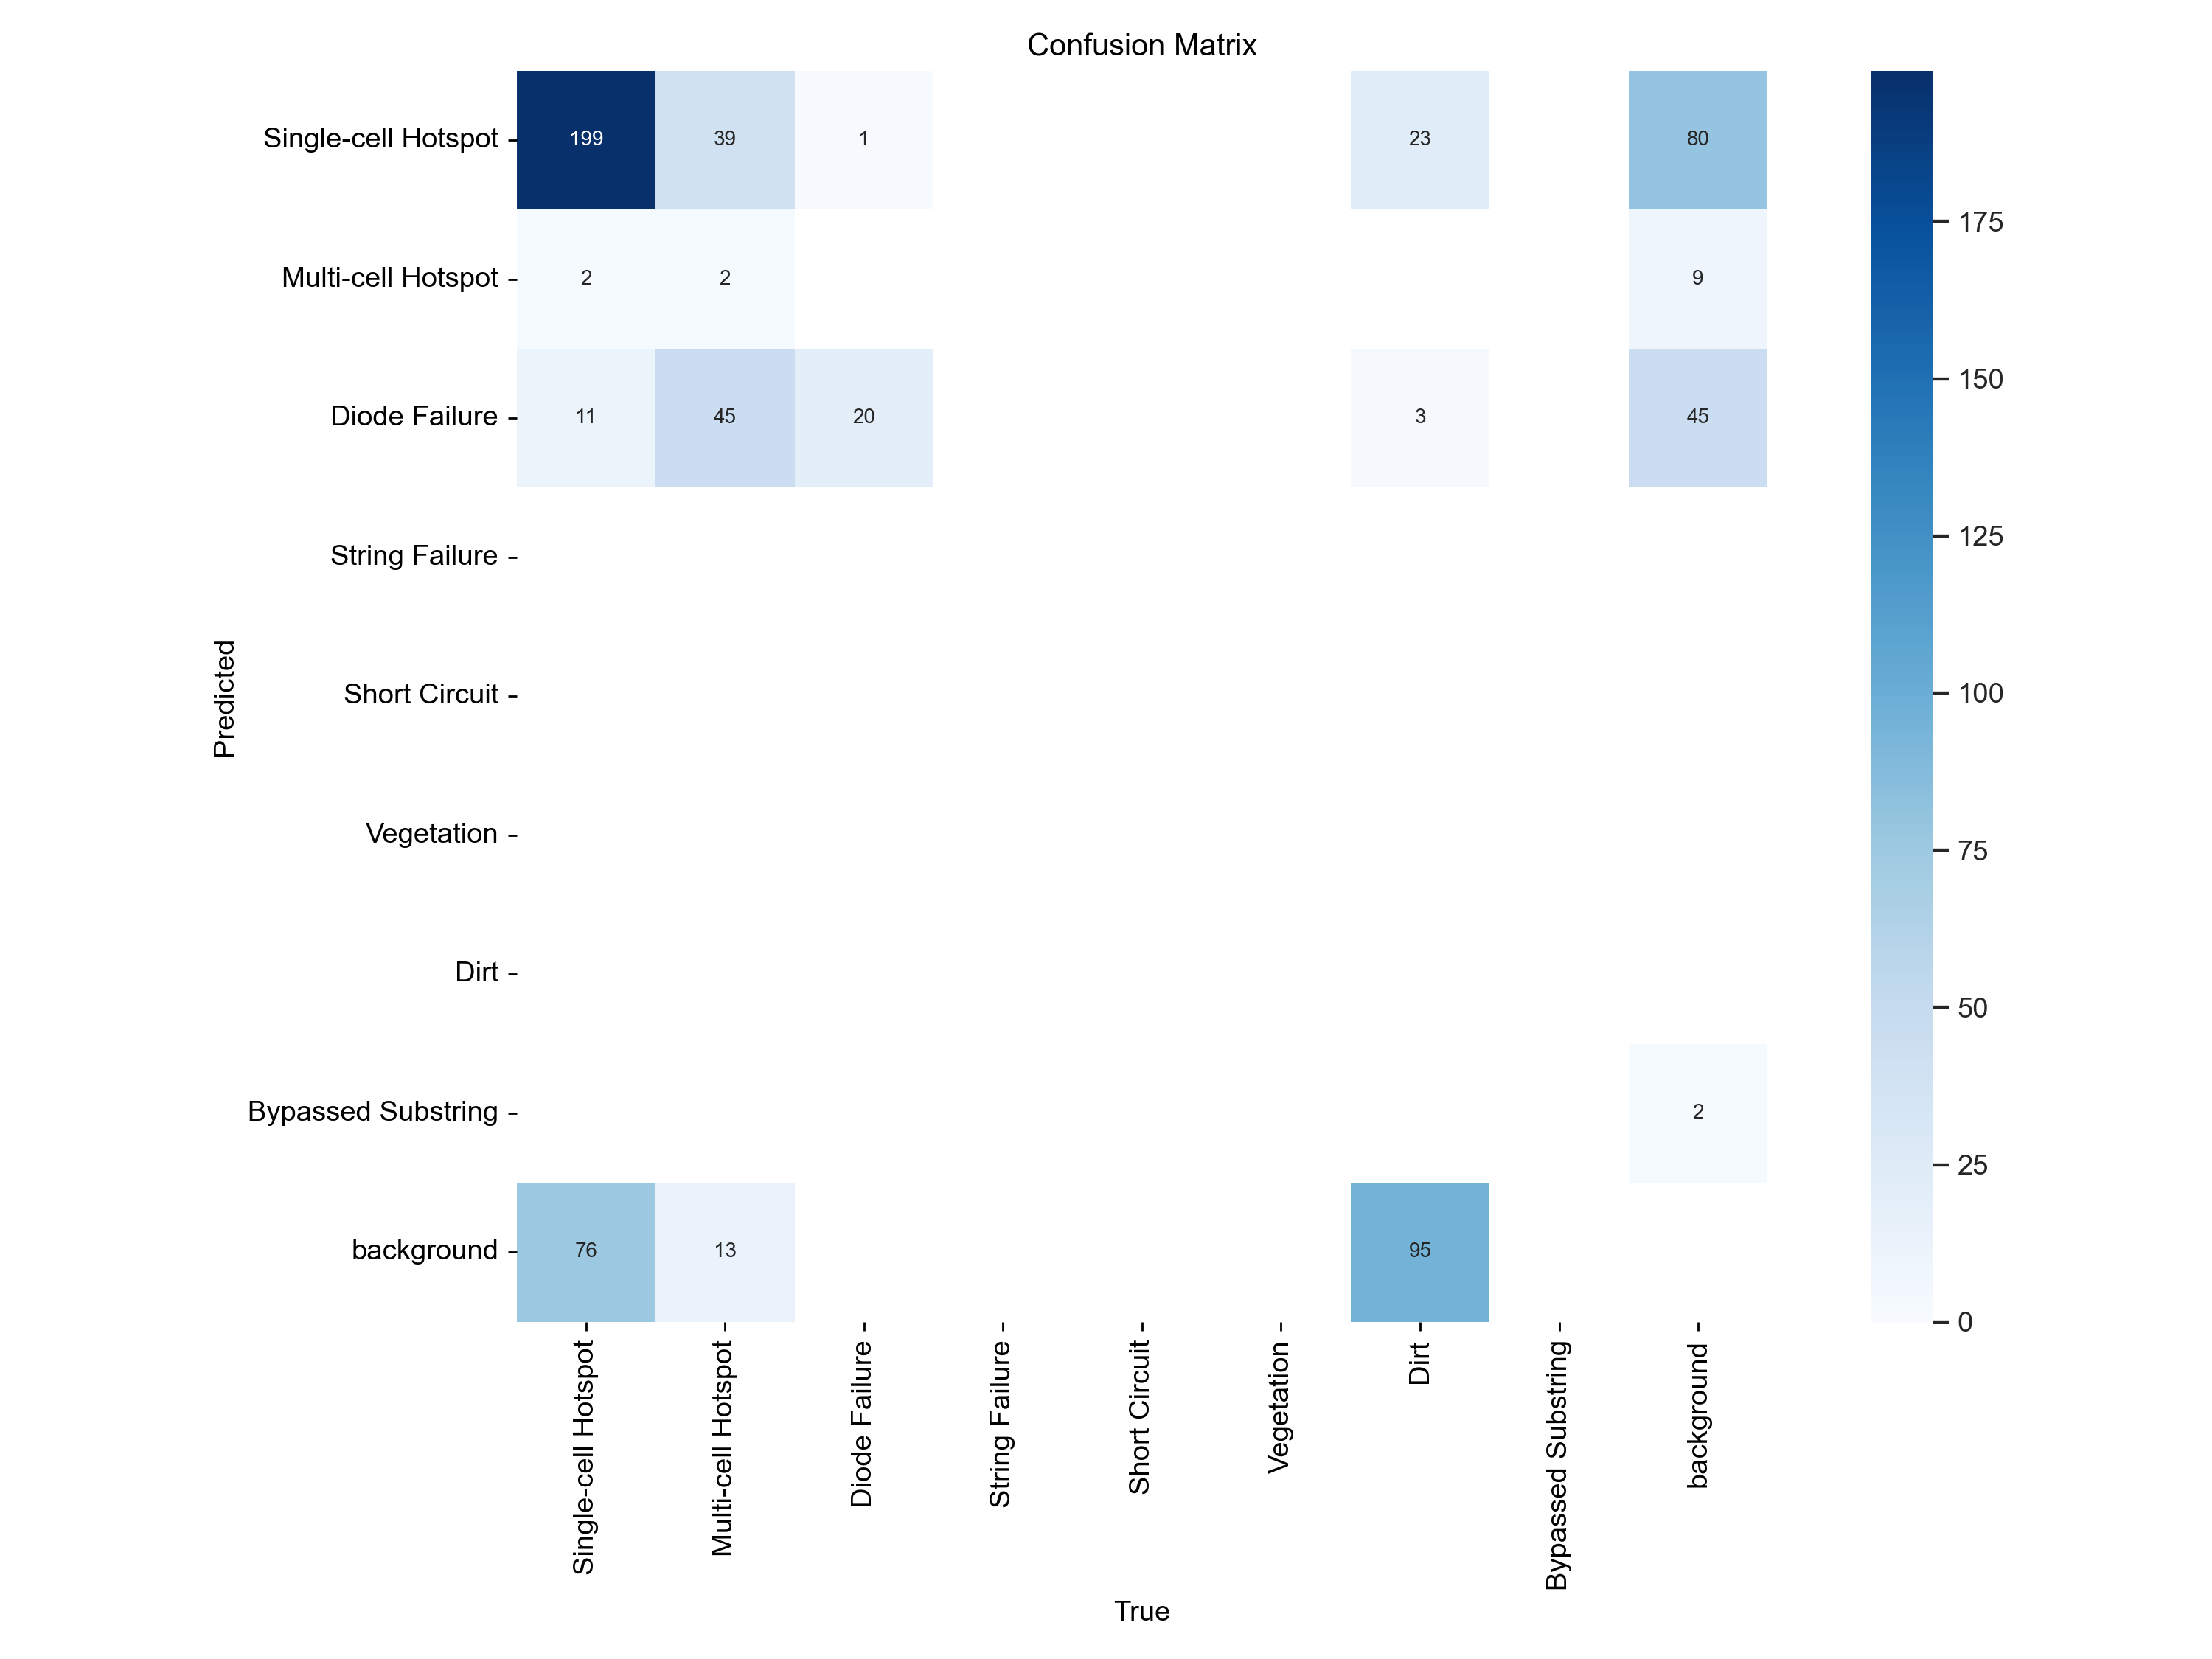 Confusion Matrix
Single-cell Hotspot
199
39
1
23
80
Multi-cell Hotspot
2
2
9
Diode Failure
11
45
20
3
45
String Failure
Short Circuit
Vegetation
Dirt
Bypassed Substring
2
background
76
13
95
Predicted
Single-cell Hotspot
Multi-cell Hotspot
Diode Failure
String Failure
Short Circuit
Vegetation
Dirt
Bypassed Substring
background
True
175
150
125
100
75
50
25
0